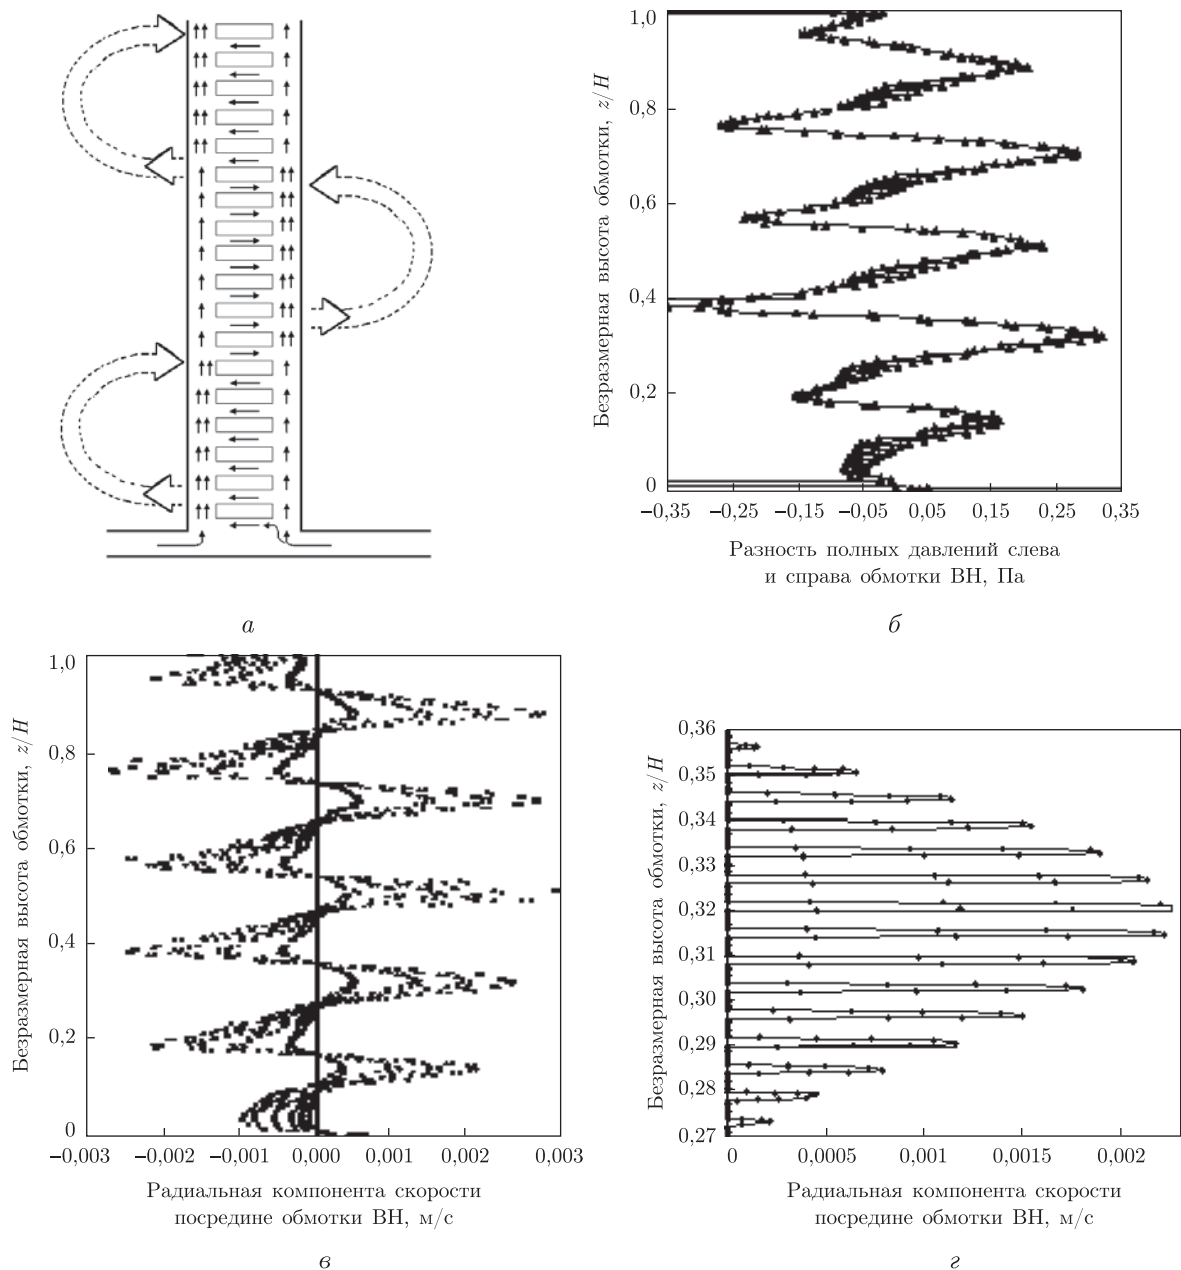 Безразмерная высота обмотки, z/H
1,0
0,8
0,6
0,4
0,2
0
−0,35 −0,25 −0,15 −0,05 0,05 0,15 0,25 0,35
Разность полных давлений слева
и справа обмотки ВН, Па
а
б
Безразмерная высота обмотки, z/H
1,0
0,8
0,6
0,4
0,2
0
−0,003 −0,002 −0,001 0,000 0,001 0,002 0,003
Радиальная компонента скорости
посредине обмотки ВН, м/с
в
Безразмерная высота обмотки, z/H
0,36
0,35
0,34
0,33
0,32
0,31
0,30
0,29
0,28
0,27
0 0,0005 0,001 0,0015 0,002
Радиальная компонента скорости
посредине обмотки ВН, м/с
г